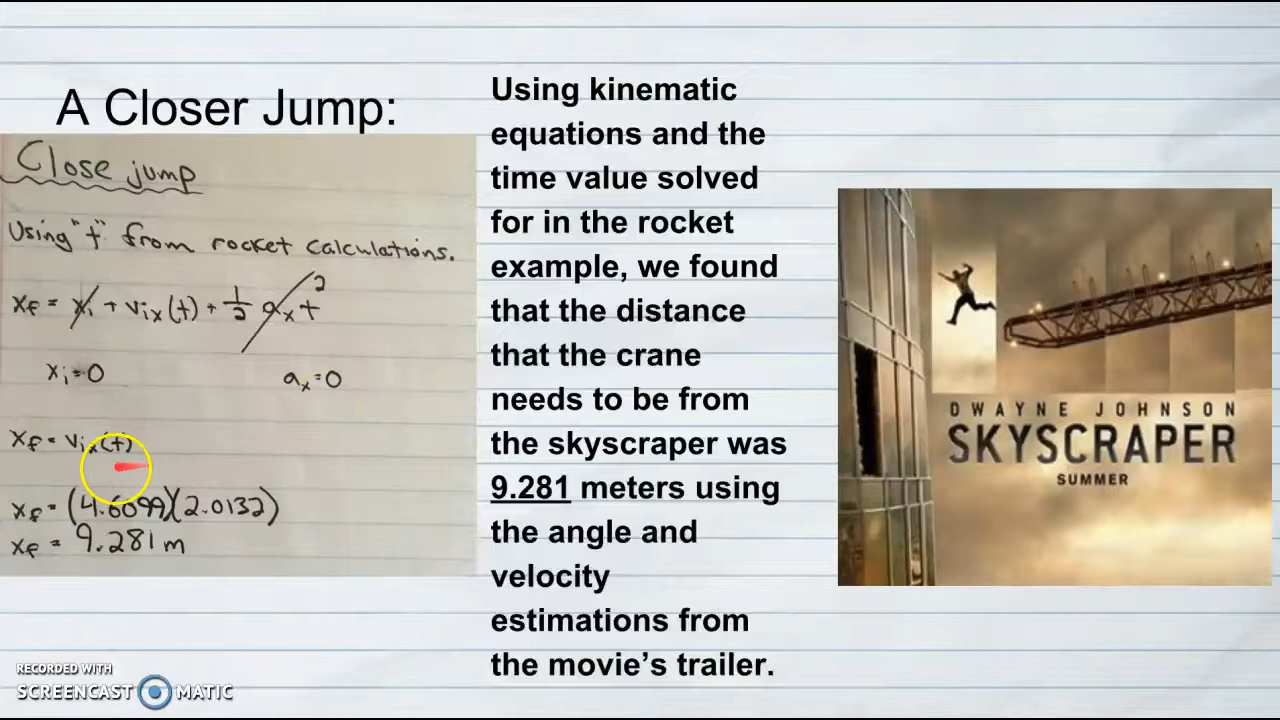 A Closer Jump:
Close jump
Using "t" from rocket calculations.
xf = xi + vix(t) + 1/2 axt²
xi=0
ax=0
xf = vix(t)
xf = (4.6099)(2.0132)
xf = 9.281 m
Using kinematic
equations and the
time value solved
for in the rocket
example, we found
that the distance
that the crane
needs to be from
the skyscraper was
9.281 meters using
the angle and
velocity
estimations from
the movie’s trailer.
DWAYNE JOHNSON
SKYSCRAPER
SUMMER
RECORDED WITH
SCREENCAST MATIC